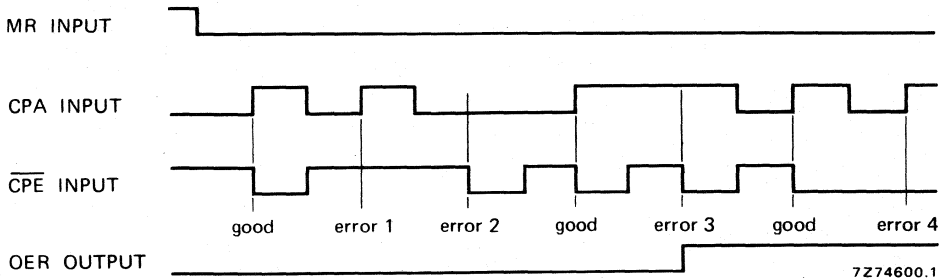 MR INPUT
CPA INPUT
C̅P̅E̅ INPUT
good error 1 error 2 good error 3 good error 4
OER OUTPUT
7Z74600.1